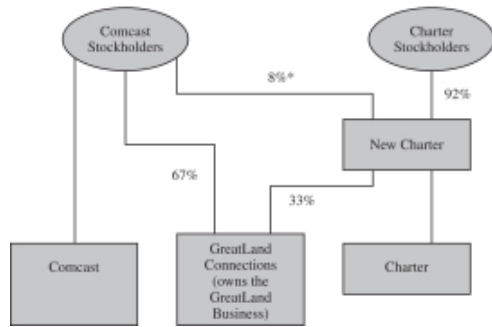 Comcast
Stockholders
Charter
Stockholders
8%*
92%
New Charter
67%
33%
Comcast
GreatLand
Connections
(owns the
GreatLand
Business)
Charter